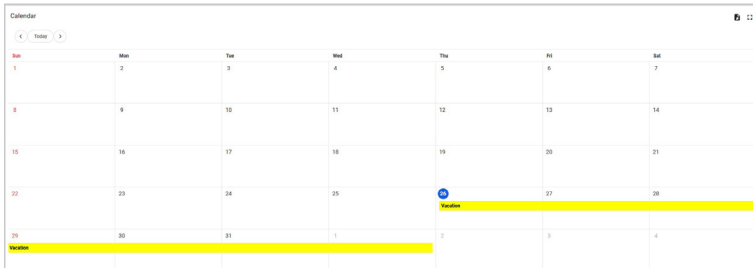 Calendar
Today
Sun Mon Tue Wed Thu Fri Sat
1 2 3 4 5 6 7
8 9 10 11 12 13 14
15 16 17 18 19 20 21
22 23 24 25 26 27 28
Vacation
29 30 31 1 2 3 4
Vacation